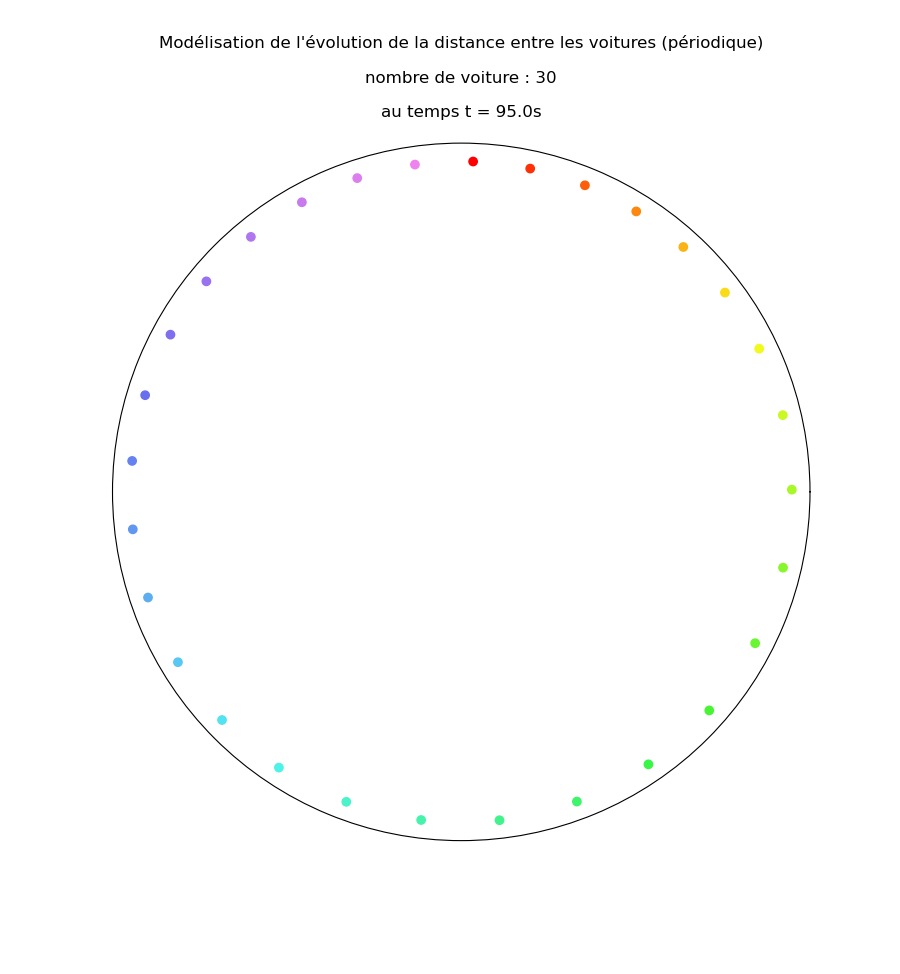 Modélisation de l'évolution de la distance entre les voitures (périodique)
nombre de voiture : 30
au temps t = 95.0s